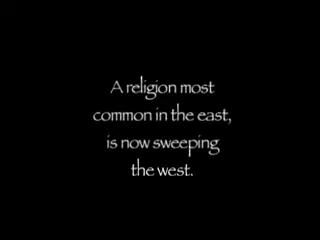 A religion most
common in the east,
is now sweeping
the west.